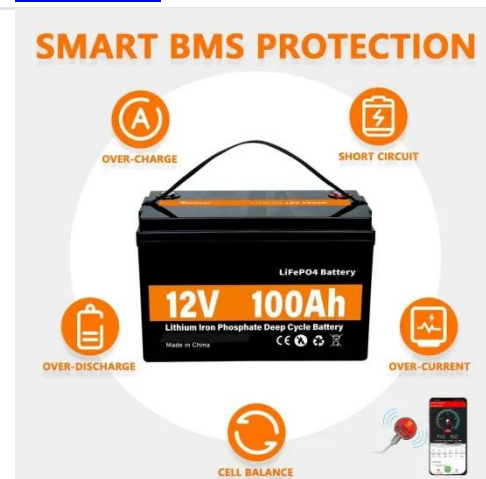 SMART BMS PROTECTION
A
OVER-CHARGE
SHORT CIRCUIT
LiFePO4 Battery
12V 100Ah
Lithium Iron Phosphate Deep Cycle Battery
Made in China
CE
OVER-DISCHARGE
OVER-CURRENT
CELL BALANCE